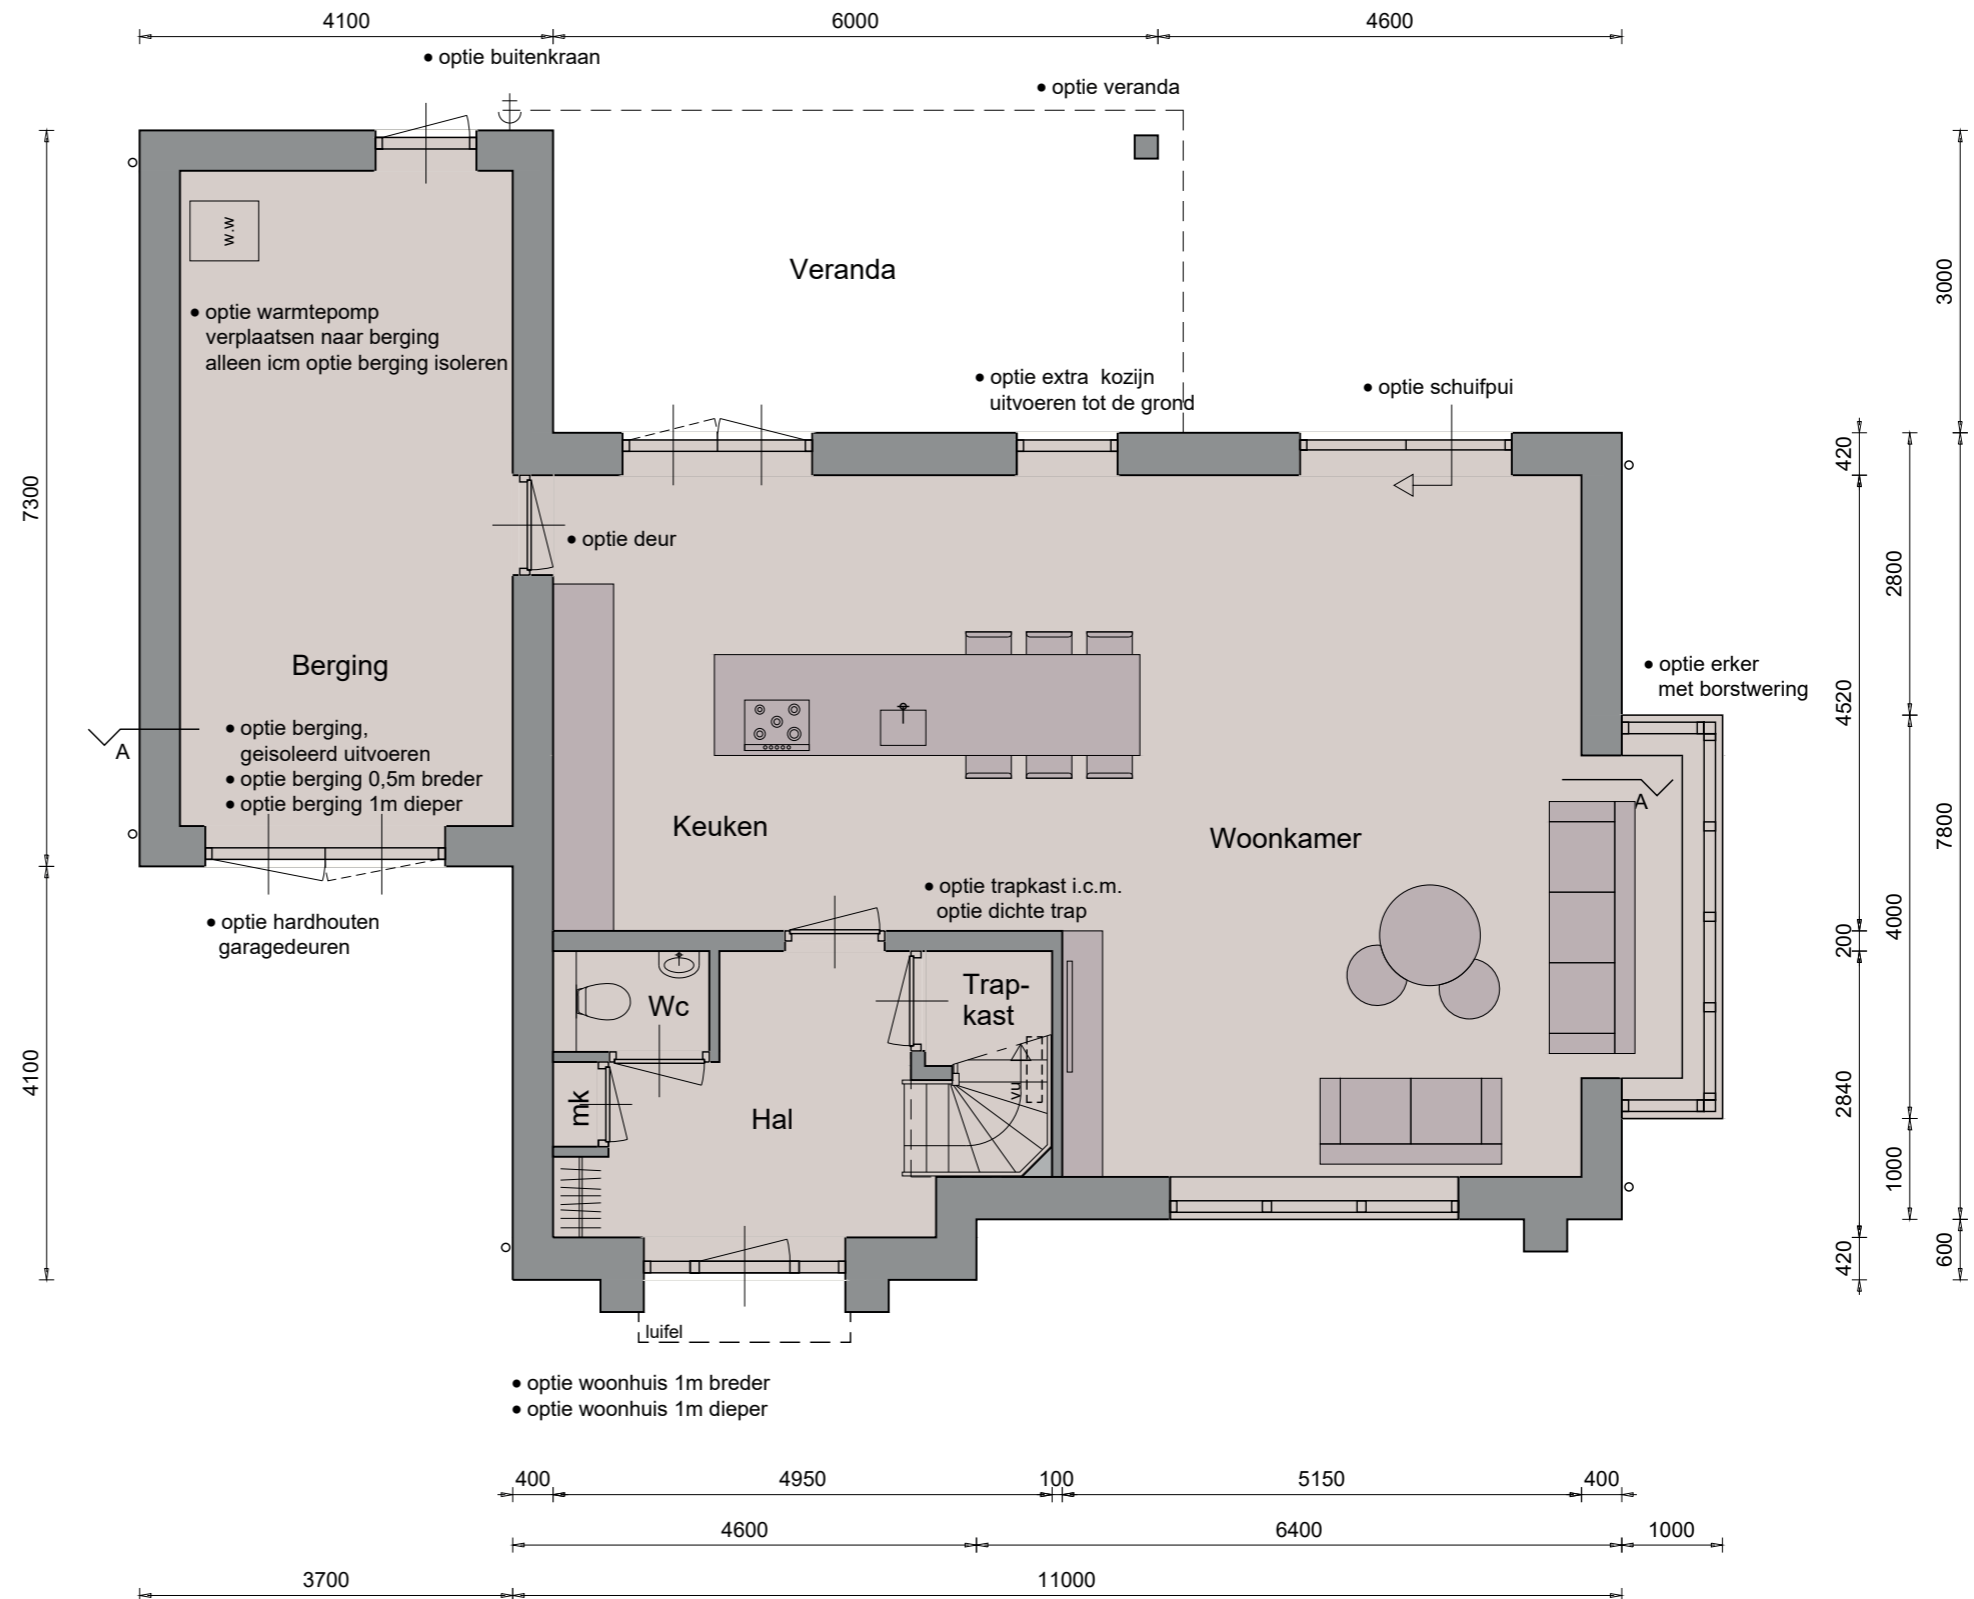 4100
6000
4600
• optie buitenkraan
• optie veranda
w.w
Veranda
3000
• optie warmtepomp
verplaatsen naar berging
alleen icm optie berging isoleren
• optie extra kozijn
uitvoeren tot de grond
• optie schuifpui
420
7300
• optie deur
2800
Berging
• optie erker
met borstwering
4520
A
• optie berging,
geisoleerd uitvoeren
• optie berging 0,5m breder
• optie berging 1m dieper
A
Keuken
Woonkamer
7800
• optie hardhouten
garagedeuren
• optie trapkast i.c.m.
optie dichte trap
4000
200
Wc
Trap-
kast
4100
mk
Hal
vu
2840
1000
420
600
luifel
• optie woonhuis 1m breder
• optie woonhuis 1m dieper
400
4950
100
5150
400
4600
6400
1000
3700
11000